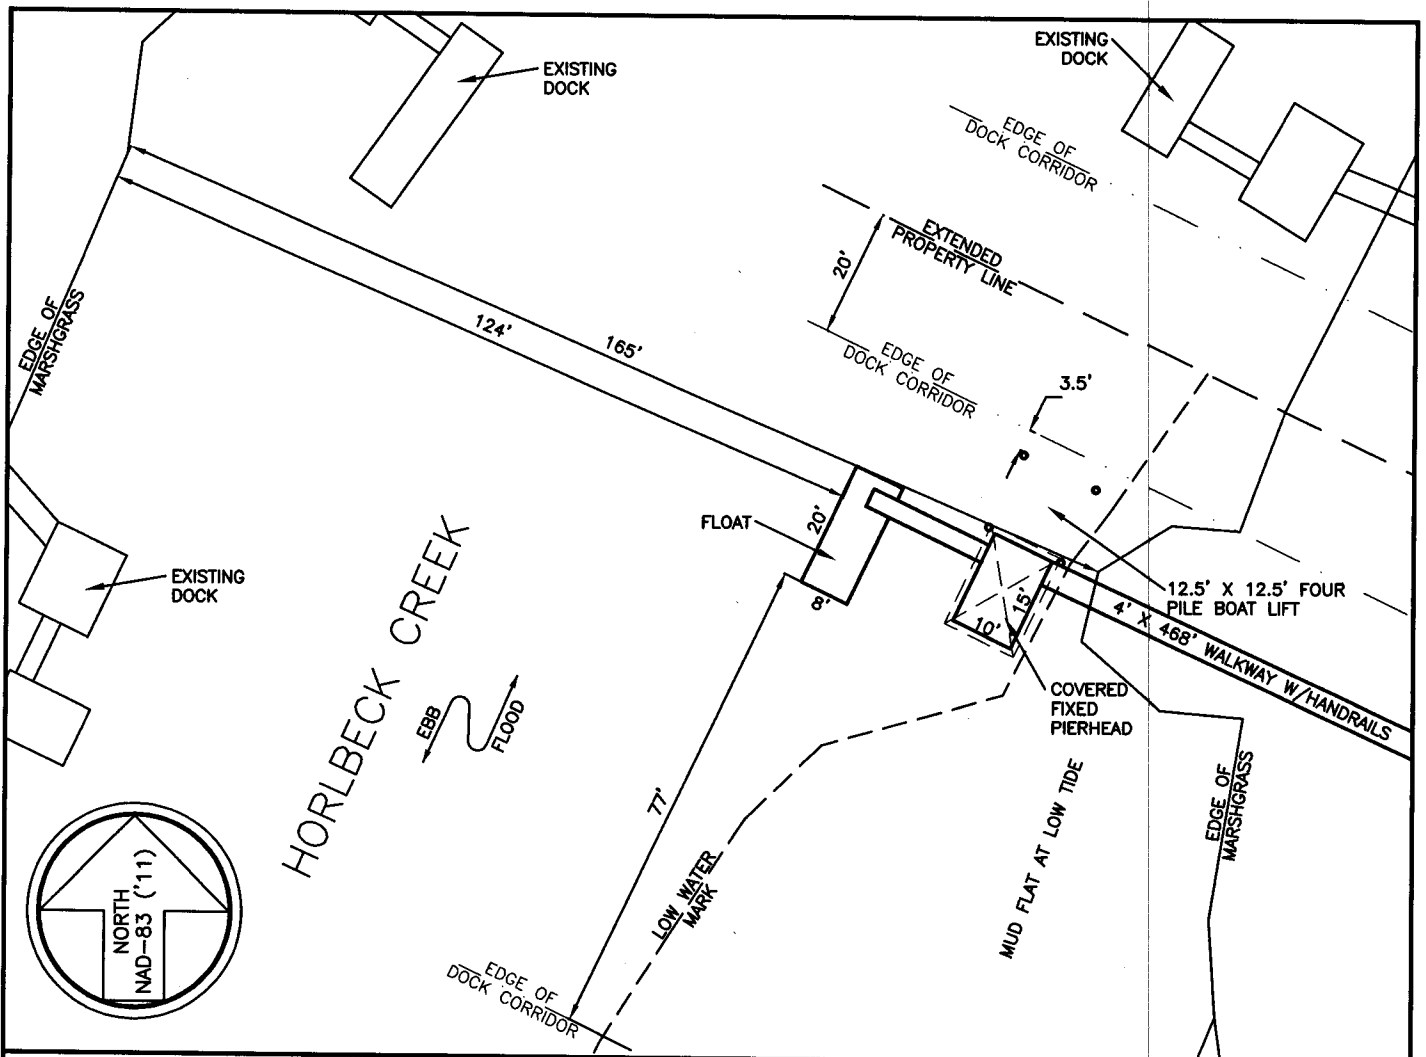 EXISTING
DOCK
EXISTING
DOCK
EDGE OF
DOCK CORRIDOR
EXTENDED
PROPERTY LINE
20'
EDGE OF
MARSHGRASS
124'
165'
EDGE OF
DOCK CORRIDOR
3.5'
FLOAT
20'
8'
EXISTING
DOCK
12.5' X 12.5' FOUR
PILE BOAT LIFT
15'
10'
4' X 468' WALKWAY W/HANDRAILS
COVERED
FIXED
PIERHEAD
HORLBECK CREEK
EBB
FLOOD
77'
MUD FLAT AT LOW TIDE
EDGE OF
MARSHGRASS
LOW WATER
MARK
NORTH
NAD-83 ('11)
EDGE OF
DOCK CORRIDOR